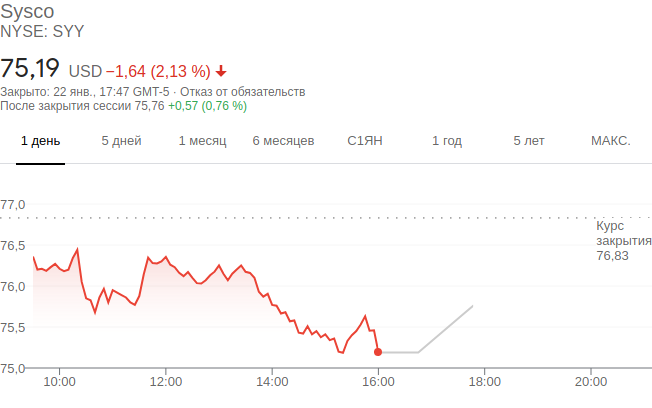 Sysco
NYSE: SYY
75,19 USD −1,64 (2,13 %)
Закрыто: 22 янв., 17:47 GMT-5 · Отказ от обязательств
После закрытия сессии 75,76 +0,57 (0,76 %)
1 день 5 дней 1 месяц 6 месяцев С1ЯН 1 год 5 лет МАКС.
77,0
Курс
закрытия
76,83
76,5
76,0
75,5
75,0
10:00 12:00 14:00 16:00 18:00 20:00